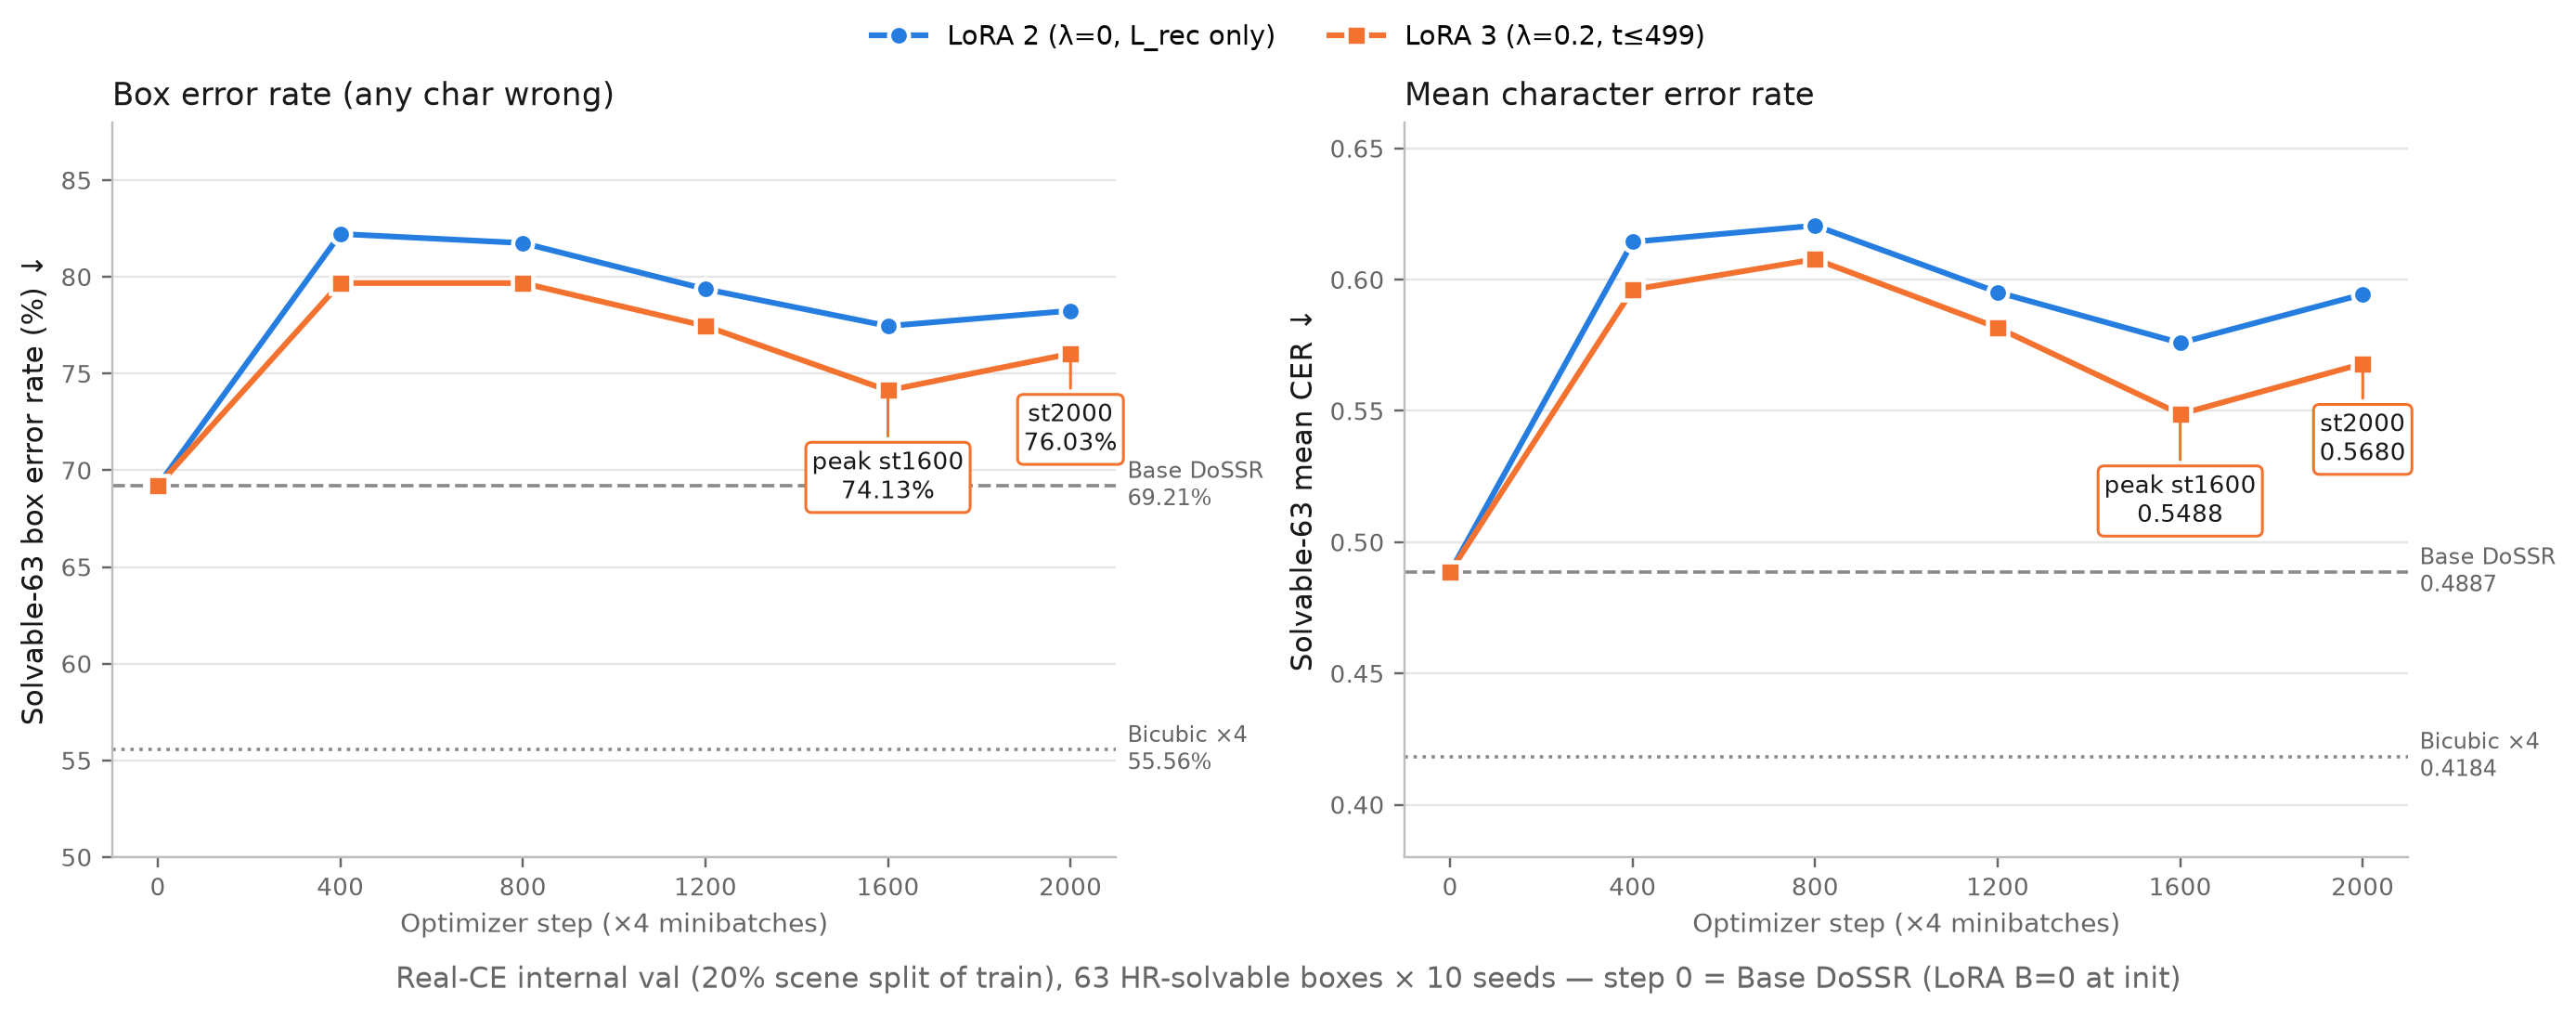 LoRA 2 (λ=0, L_rec only)
LoRA 3 (λ=0.2, t≤499)
Box error rate (any char wrong)
Solvable-63 box error rate (%) ↓
85
80
75
70
65
60
55
50
peak st1600
74.13%
st2000
76.03%
Base DoSSR
69.21%
Bicubic ×4
55.56%
0
400
800
1200
1600
2000
Optimizer step (×4 minibatches)
Mean character error rate
Solvable-63 mean CER ↓
0.65
0.60
0.55
0.50
0.45
0.40
peak st1600
0.5488
st2000
0.5680
Base DoSSR
0.4887
Bicubic ×4
0.4184
0
400
800
1200
1600
2000
Optimizer step (×4 minibatches)
Real-CE internal val (20% scene split of train), 63 HR-solvable boxes × 10 seeds — step 0 = Base DoSSR (LoRA B=0 at init)